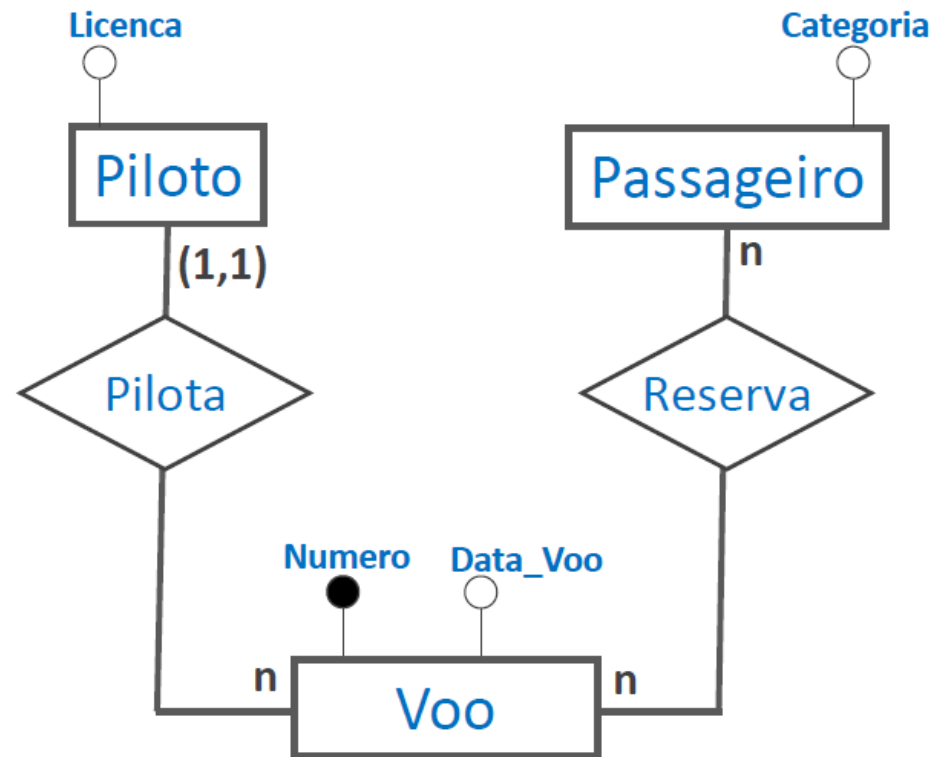 Licenca
Categoria
Piloto
Passageiro
(1,1)
n
Pilota
Reserva
Numero
Data_Voo
n
n
Voo